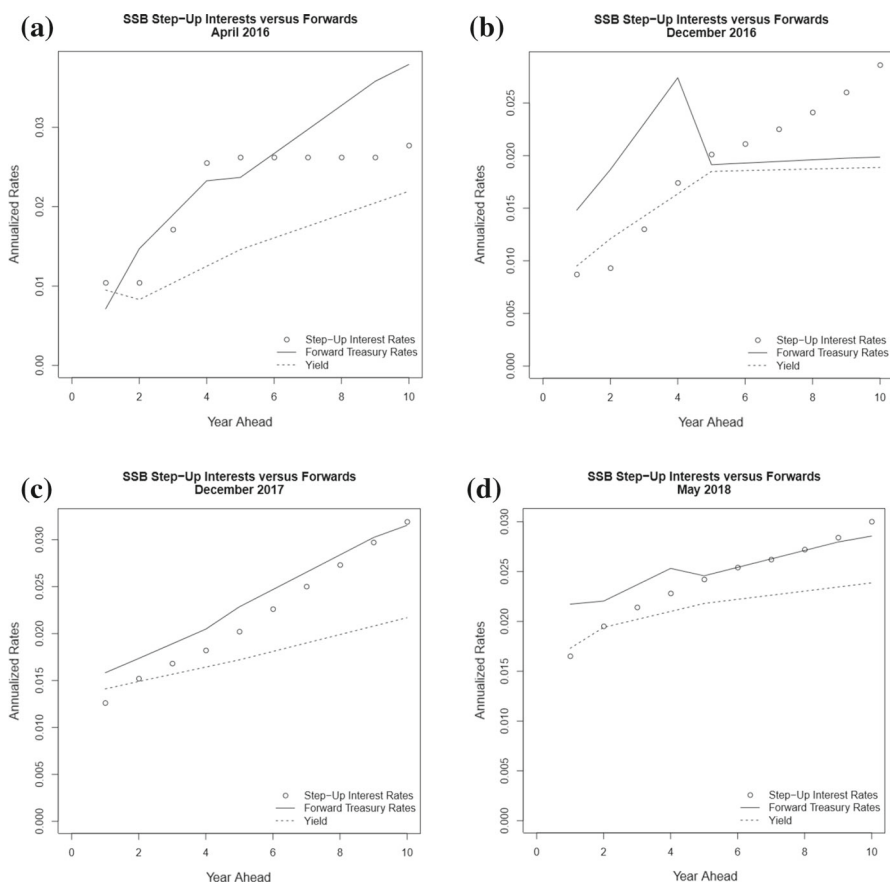 (a)
SSB Step-Up Interests versus Forwards
April 2016
Annualized Rates
0.03
0.02
0.01
0.00
Step-Up Interest Rates
Forward Treasury Rates
Yield
0 2 4 6 8 10
Year Ahead
(b)
SSB Step-Up Interests versus Forwards
December 2016
Annualized Rates
0.025
0.020
0.015
0.010
0.005
0.000
Step-Up Interest Rates
Forward Treasury Rates
Yield
0 2 4 6 8 10
Year Ahead
(c)
SSB Step-Up Interests versus Forwards
December 2017
Annualized Rates
0.030
0.025
0.020
0.015
0.010
0.005
0.000
Step-Up Interest Rates
Forward Treasury Rates
Yield
0 2 4 6 8 10
Year Ahead
(d)
SSB Step-Up Interests versus Forwards
May 2018
Annualized Rates
0.030
0.025
0.020
0.015
0.010
0.005
0.000
Step-Up Interest Rates
Forward Treasury Rates
Yield
0 2 4 6 8 10
Year Ahead